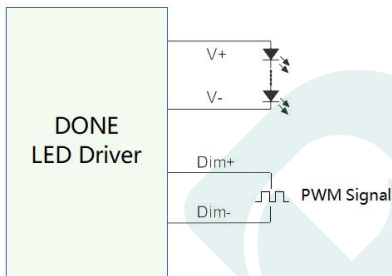 V+
V-
DONE
LED Driver
Dim+
PWM Signal
Dim-